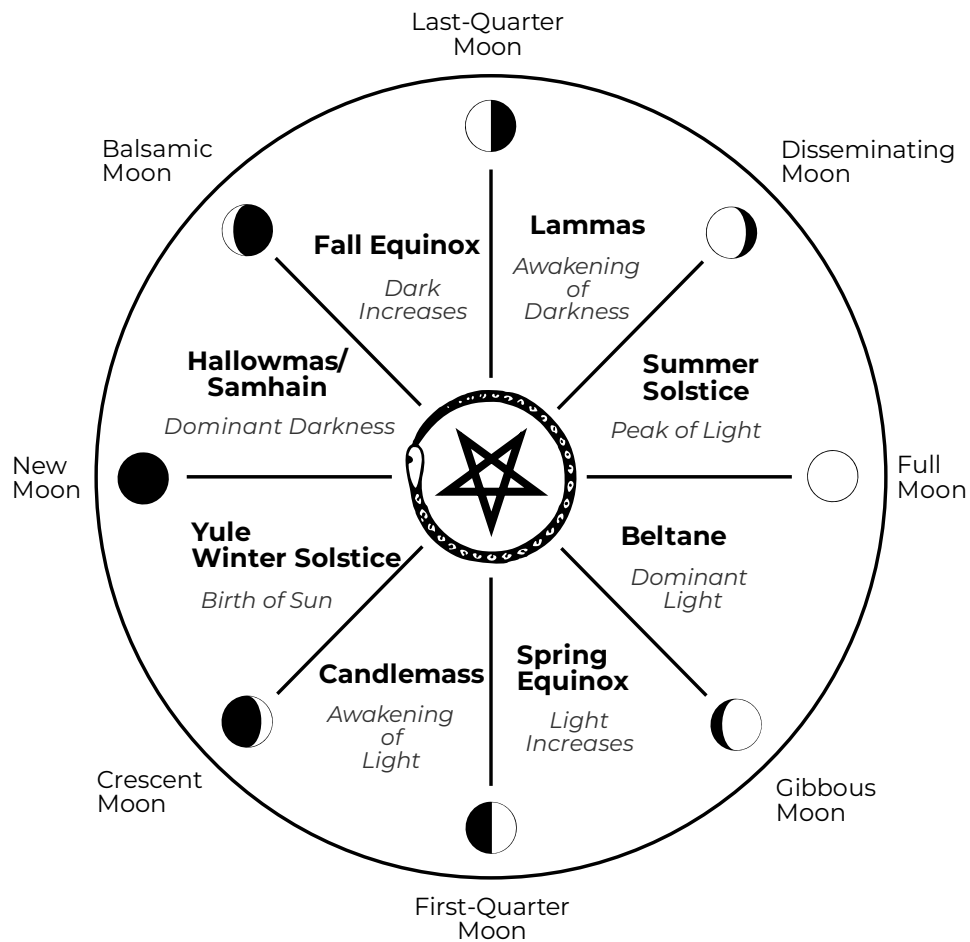 Last-Quarter
Moon
Balsamic
Moon
Disseminating
Moon
Fall Equinox
Dark
Increases
Lammas
Awakening
of
Darkness
Hallowmas/
Samhain
Dominant Darkness
Summer
Solstice
Peak of Light
New
Moon
Full
Moon
Yule
Winter Solstice
Birth of Sun
Beltane
Dominant
Light
Candlemass
Awakening
of
Light
Spring
Equinox
Light
Increases
Crescent
Moon
Gibbous
Moon
First-Quarter
Moon